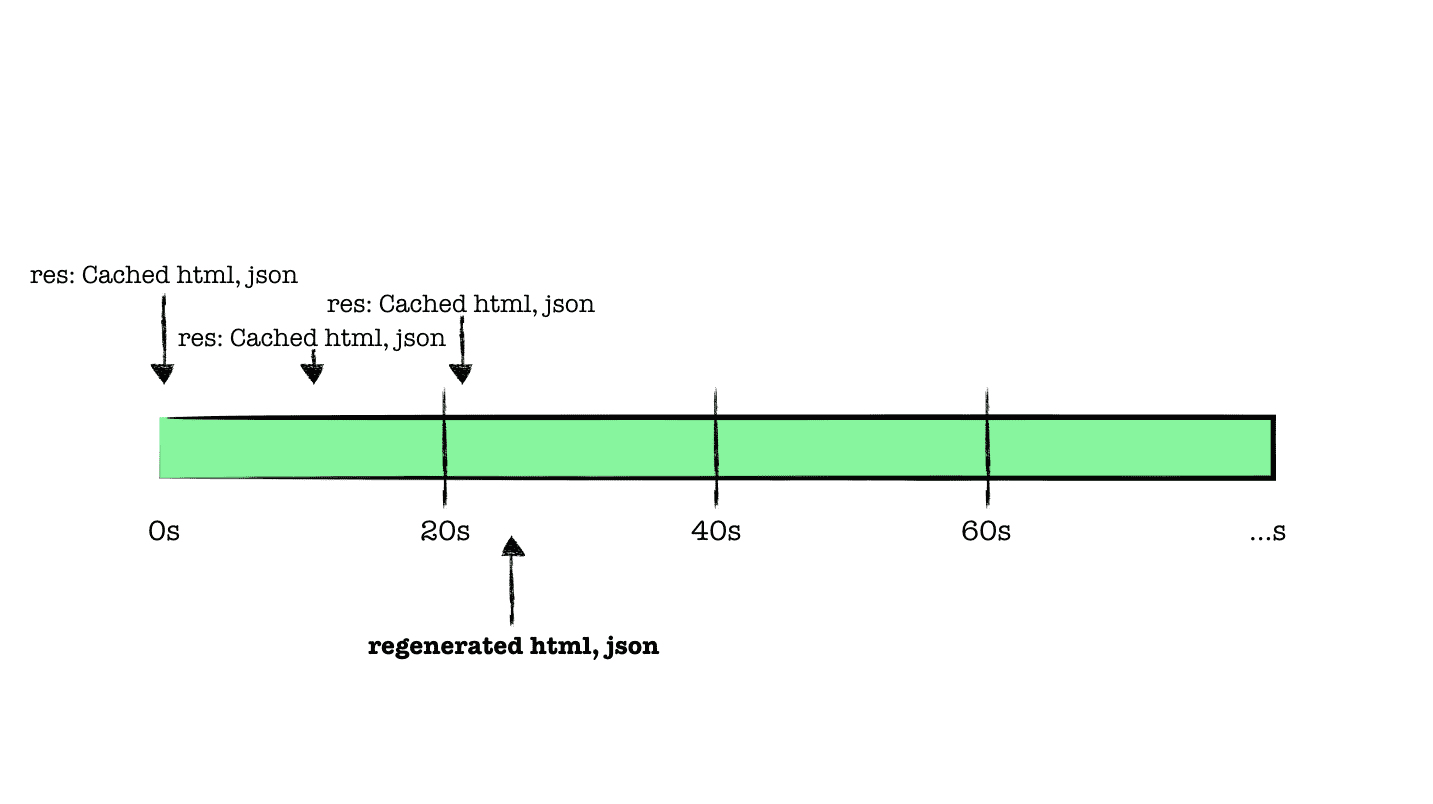 res: Cached html, json
res: Cached html, json
res: Cached html, json
0s
20s
40s
60s
...s
regenerated html, json